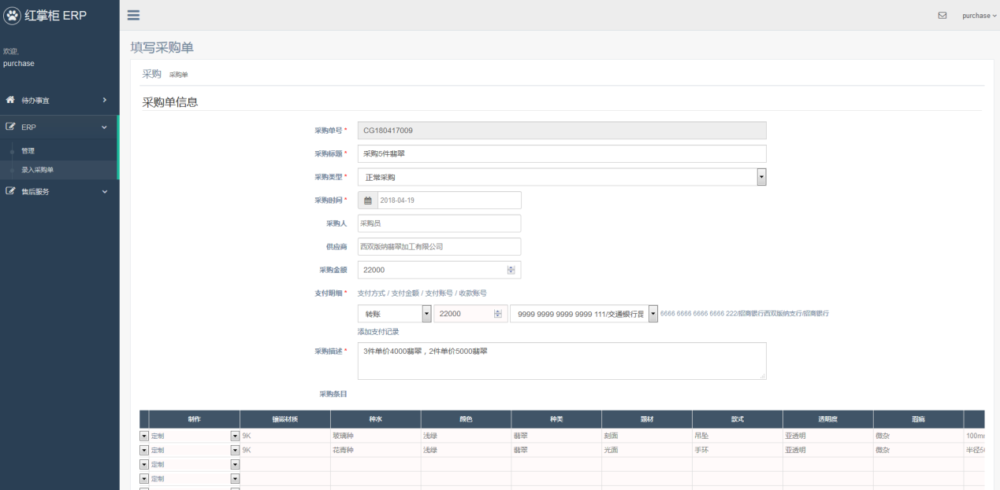 红掌柜 ERP
purchase
欢迎,
purchase
待办事宜
ERP
管理
录入采购单
售后服务
填写采购单
采购 采购单
采购单信息
采购单号 * CG180417009
采购标题 * 采购5件翡翠
采购类型 * 正常采购
采购时间 * 2018-04-19
采购人 采购员
供应商 西双版纳翡翠加工有限公司
采购金额 22000
支付明细 * 支付方式 / 支付金额 / 支付账号 / 收款账号
转账 22000 9999 9999 9999 9999 111/交通银行 6666 6666 6666 6666 222/招商银行西双版纳支行/招商银行
添加支付记录
采购描述 * 3件单价4000翡翠，2件单价5000翡翠
采购条目
制作 镶嵌材质 种水 颜色 种类 题材 款式 透明度 瑕疵
定制 9K 玻璃种 浅绿 翡翠 刻面 吊坠 亚透明 微杂 100m
定制 9K 花青种 浅绿 翡翠 光面 手环 亚透明 微杂 半径5
定制
定制